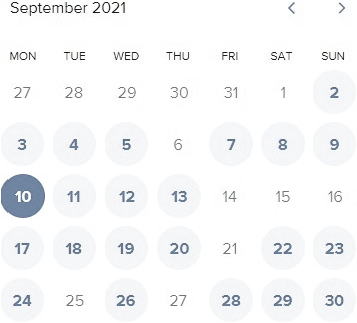 September 2021
MON TUE WED THU FRI SAT SUN
27 28 29 30 31 1 2
3 4 5 6 7 8 9
10 11 12 13 14 15 16
17 18 19 20 21 22 23
24 25 26 27 28 29 30